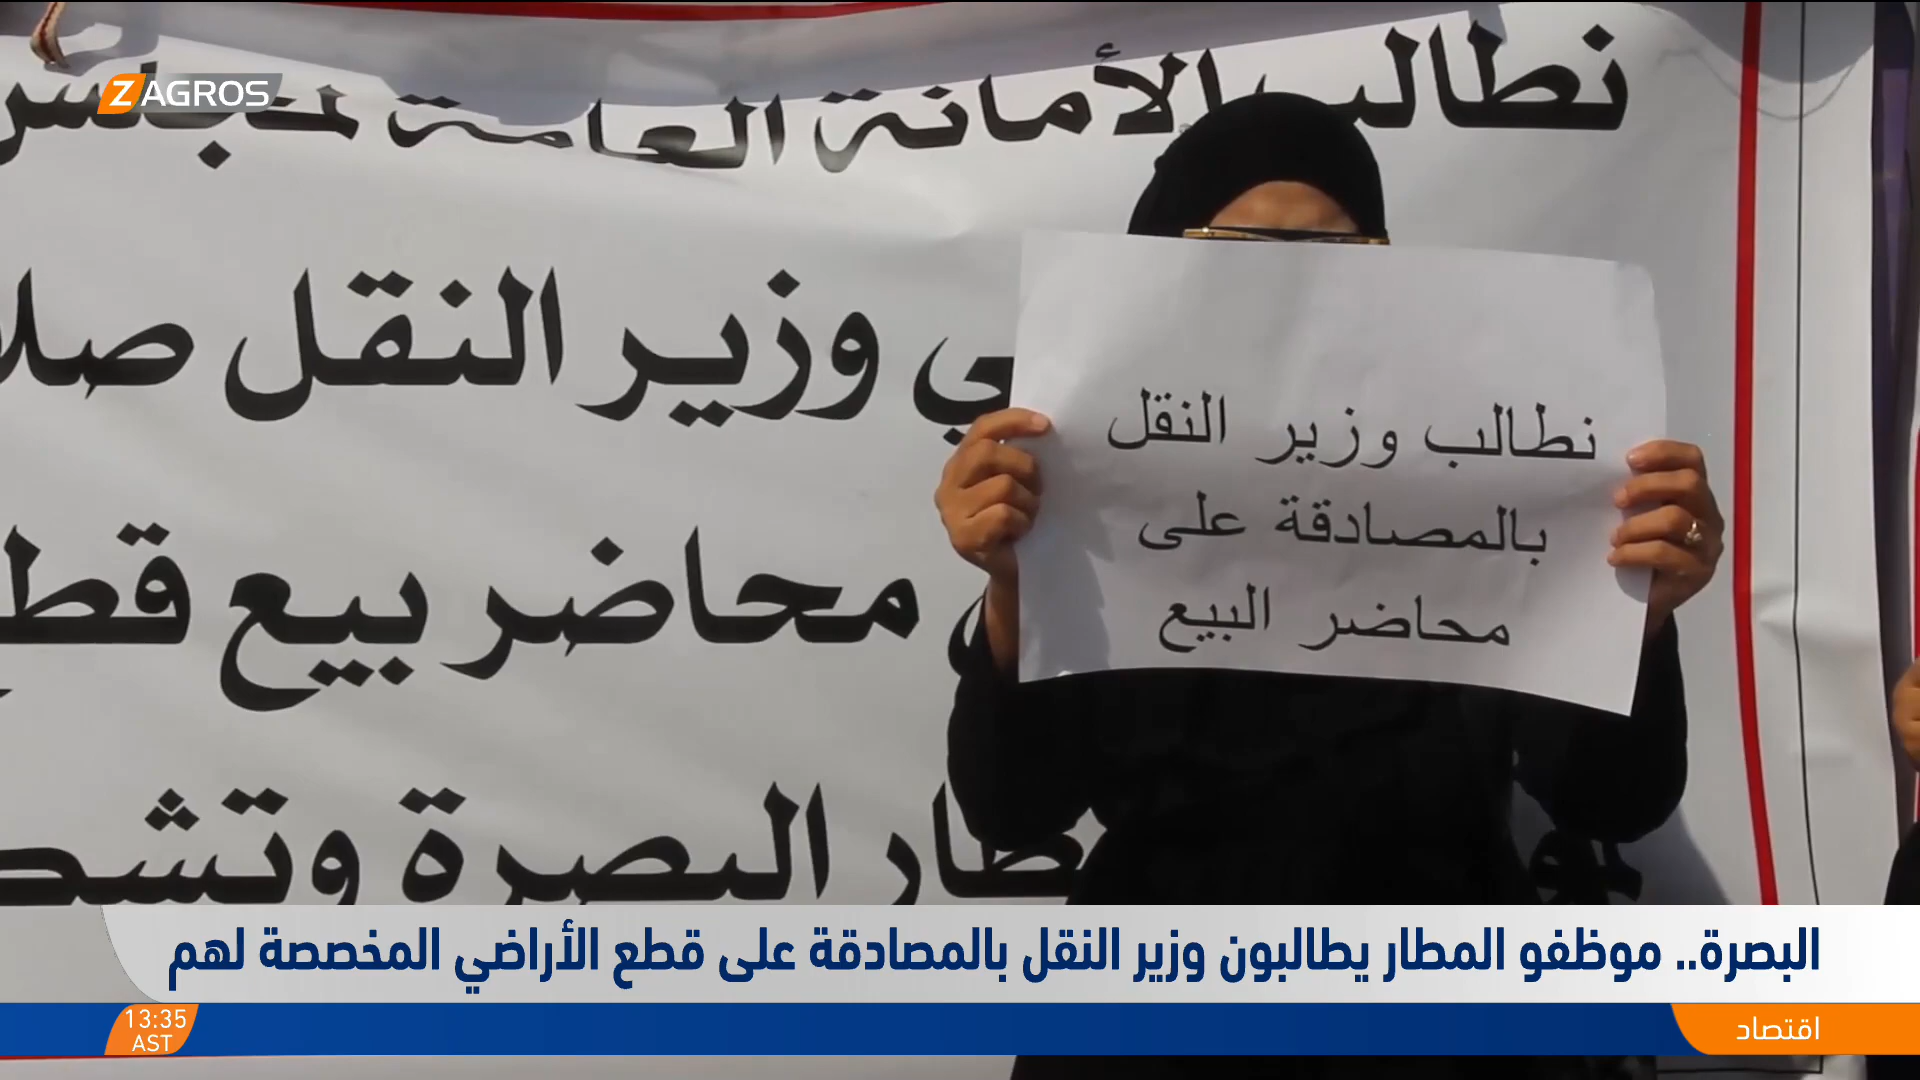 ZAGROS
نطالب الأمانة العامة لمجلس
ي وزير النقل
محاضر بيع
البصرة
نطالب وزير النقل
بالمصادقة على
محاضر البيع
البصرة.. موظفو المطار يطالبون وزير النقل بالمصادقة على قطع الأراضي المخصصة لهم
اقتصاد
13:35
AST